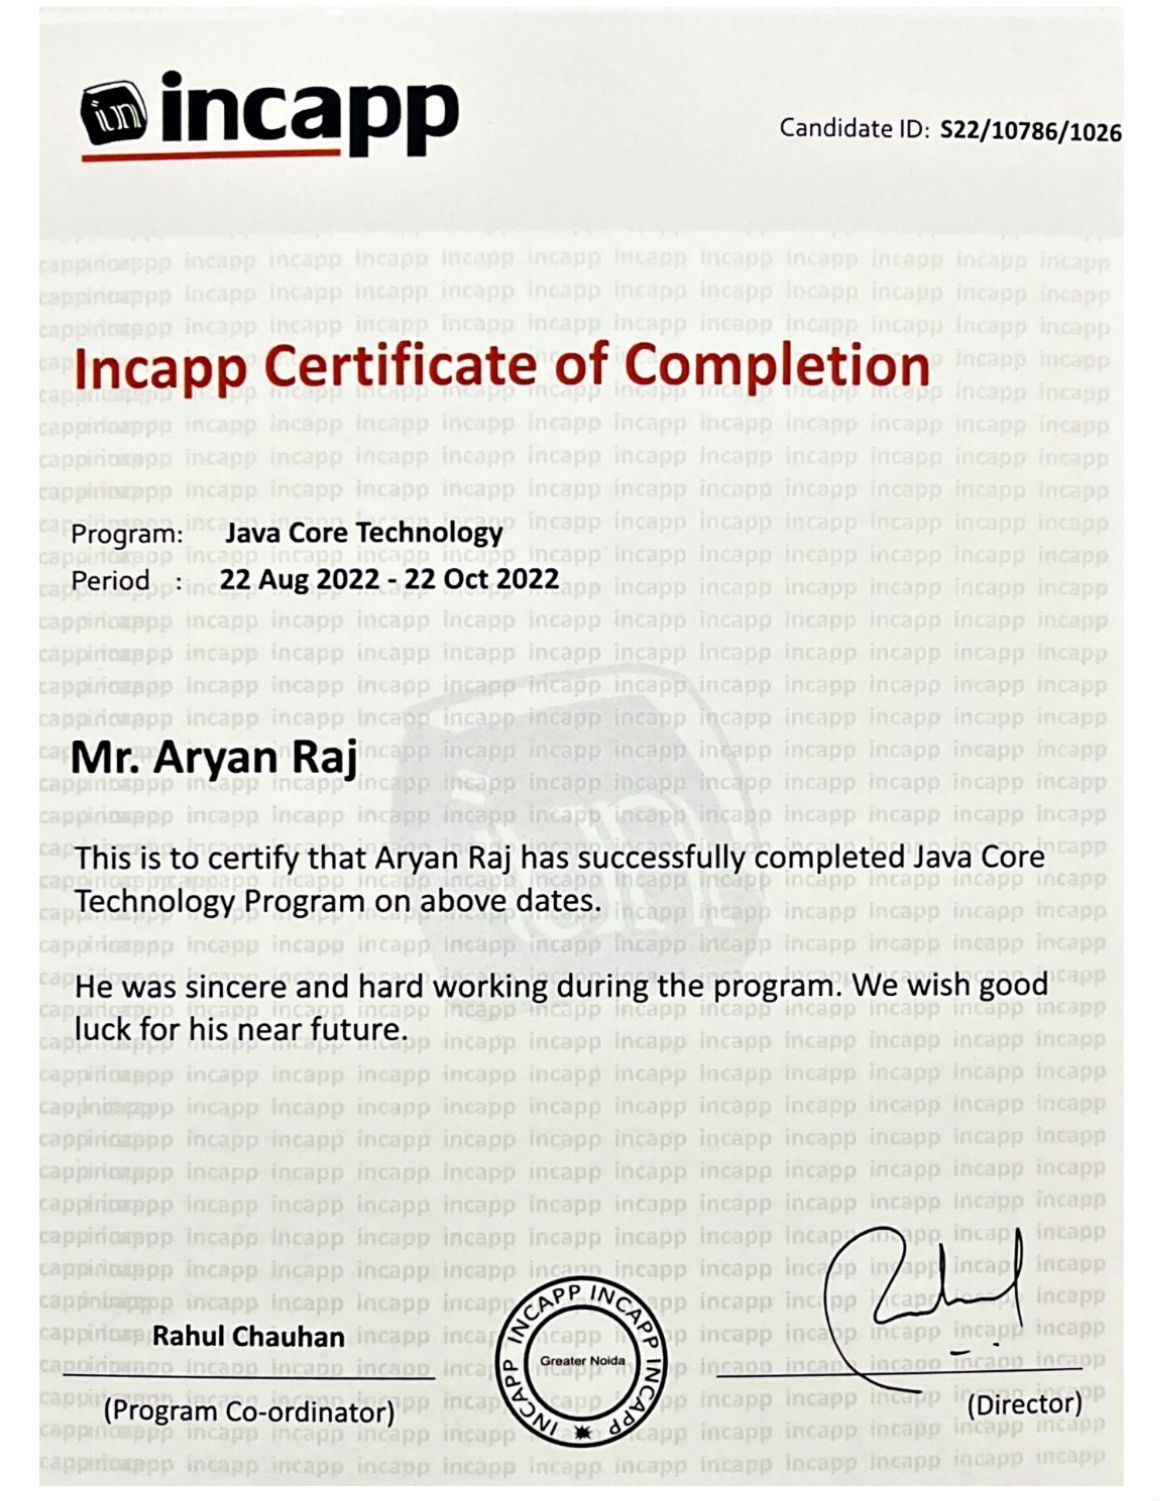 in incapp
Candidate ID: S22/10786/1026
Incapp Certificate of Completion
Program: Java Core Technology
Period : 22 Aug 2022 - 22 Oct 2022
Mr. Aryan Raj
This is to certify that Aryan Raj has successfully completed Java Core
Technology Program on above dates.
He was sincere and hard working during the program. We wish good
luck for his near future.
Rahul Chauhan
(Program Co-ordinator)
INCAPP INCAPP INCAPP INCAPP
Greater Noida
(Director)